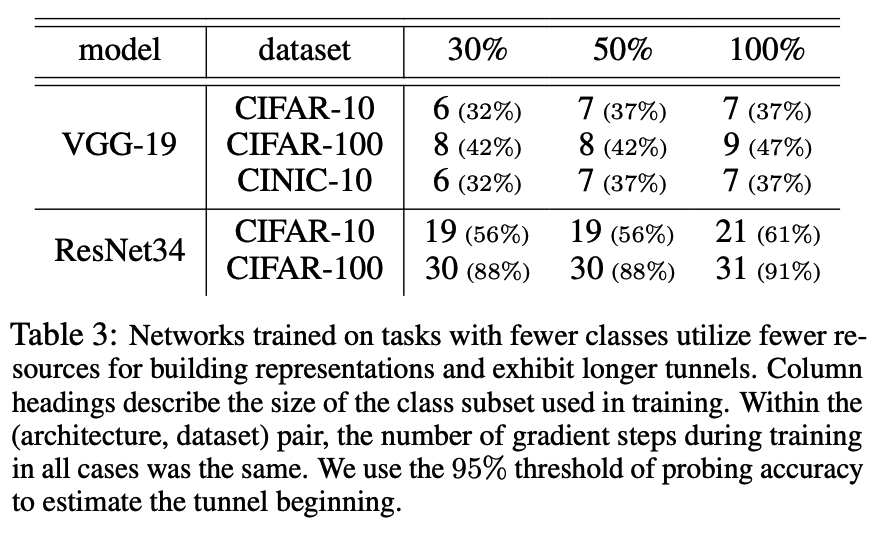 model dataset 30% 50% 100%
CIFAR-10 6 (32%) 7 (37%) 7 (37%)
VGG-19 CIFAR-100 8 (42%) 8 (42%) 9 (47%)
CINIC-10 6 (32%) 7 (37%) 7 (37%)
ResNet34 CIFAR-10 19 (56%) 19 (56%) 21 (61%)
CIFAR-100 30 (88%) 30 (88%) 31 (91%)
Table 3: Networks trained on tasks with fewer classes utilize fewer re-
sources for building representations and exhibit longer tunnels. Column
headings describe the size of the class subset used in training. Within the
(architecture, dataset) pair, the number of gradient steps during training
in all cases was the same. We use the 95% threshold of probing accuracy
to estimate the tunnel beginning.